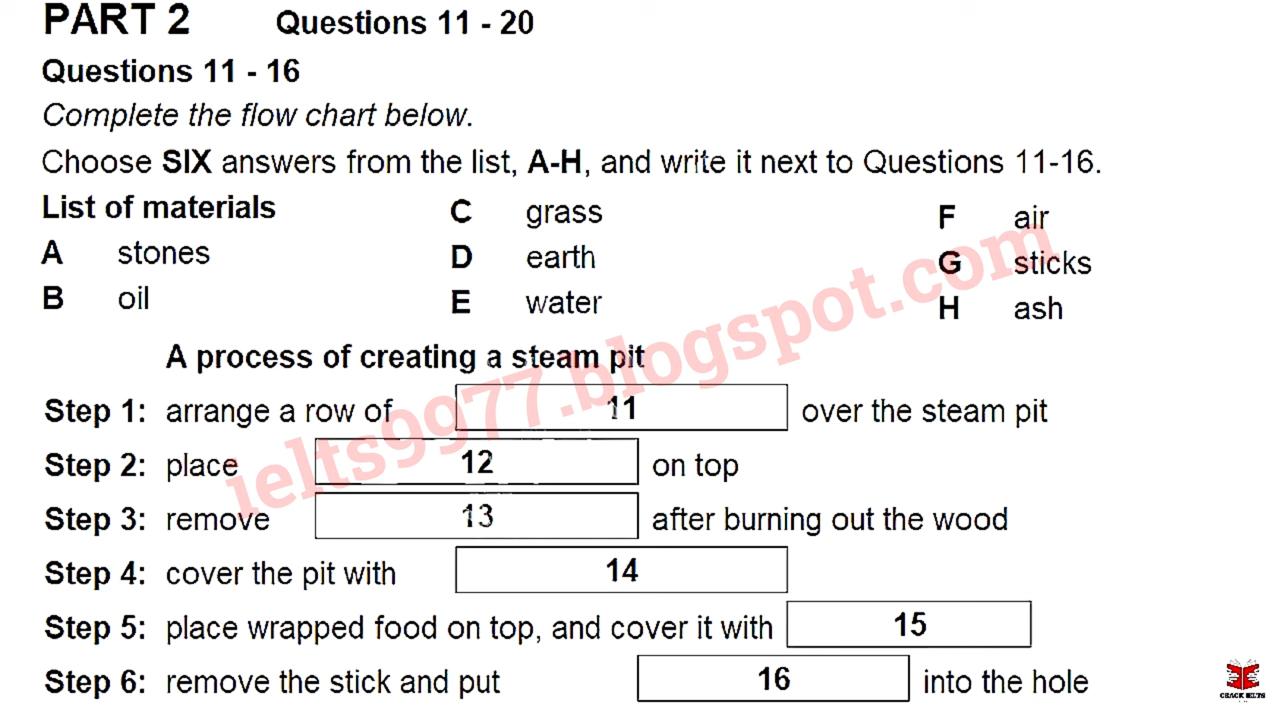 PART 2 Questions 11 - 20
Questions 11 - 16
Complete the flow chart below.
Choose SIX answers from the list, A-H, and write it next to Questions 11-16.
List of materials
A stones
B oil
C grass
D earth
E water
F air
G sticks
H ash
A process of creating a steam pit
Step 1: arrange a row of 11 over the steam pit
Step 2: place 12 on top
Step 3: remove 13 after burning out the wood
Step 4: cover the pit with 14
Step 5: place wrapped food on top, and cover it with 15
Step 6: remove the stick and put 16 into the hole
ielts9977.blogspot.com
CRACK IELTS